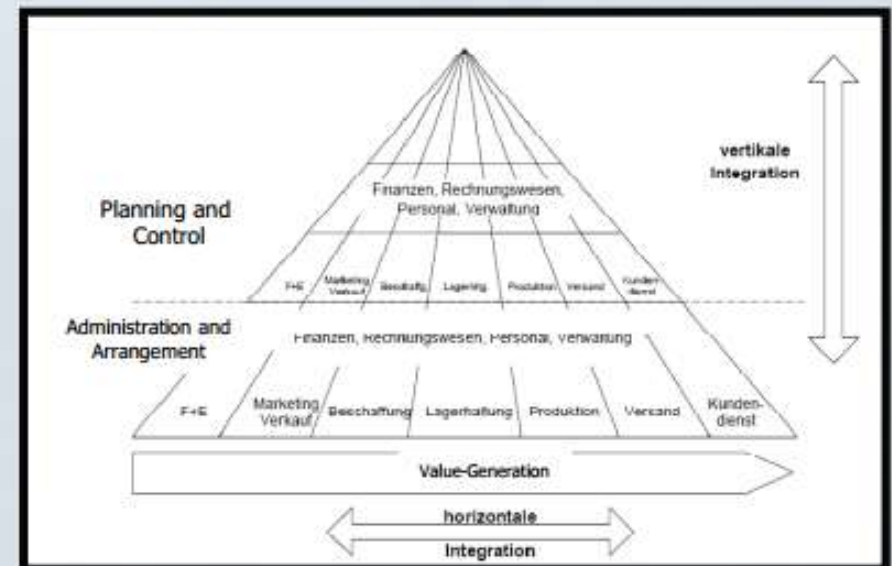 vertikale
Integration
Planning and
Control
Finanzen, Rechnungswesen,
Personal, Verwaltung
F+E
Marketing
Verkauf
Beschaffg.
Lagerhtg.
Produktion
Versand
Kunden-
dienst
Administration and
Arrangement
Finanzen, Rechnungswesen, Personal, Verwaltung
F+E
Marketing
Verkauf
Beschaffung
Lagerhaltung
Produktion
Versand
Kunden-
dienst
Value-Generation
horizontale
Integration